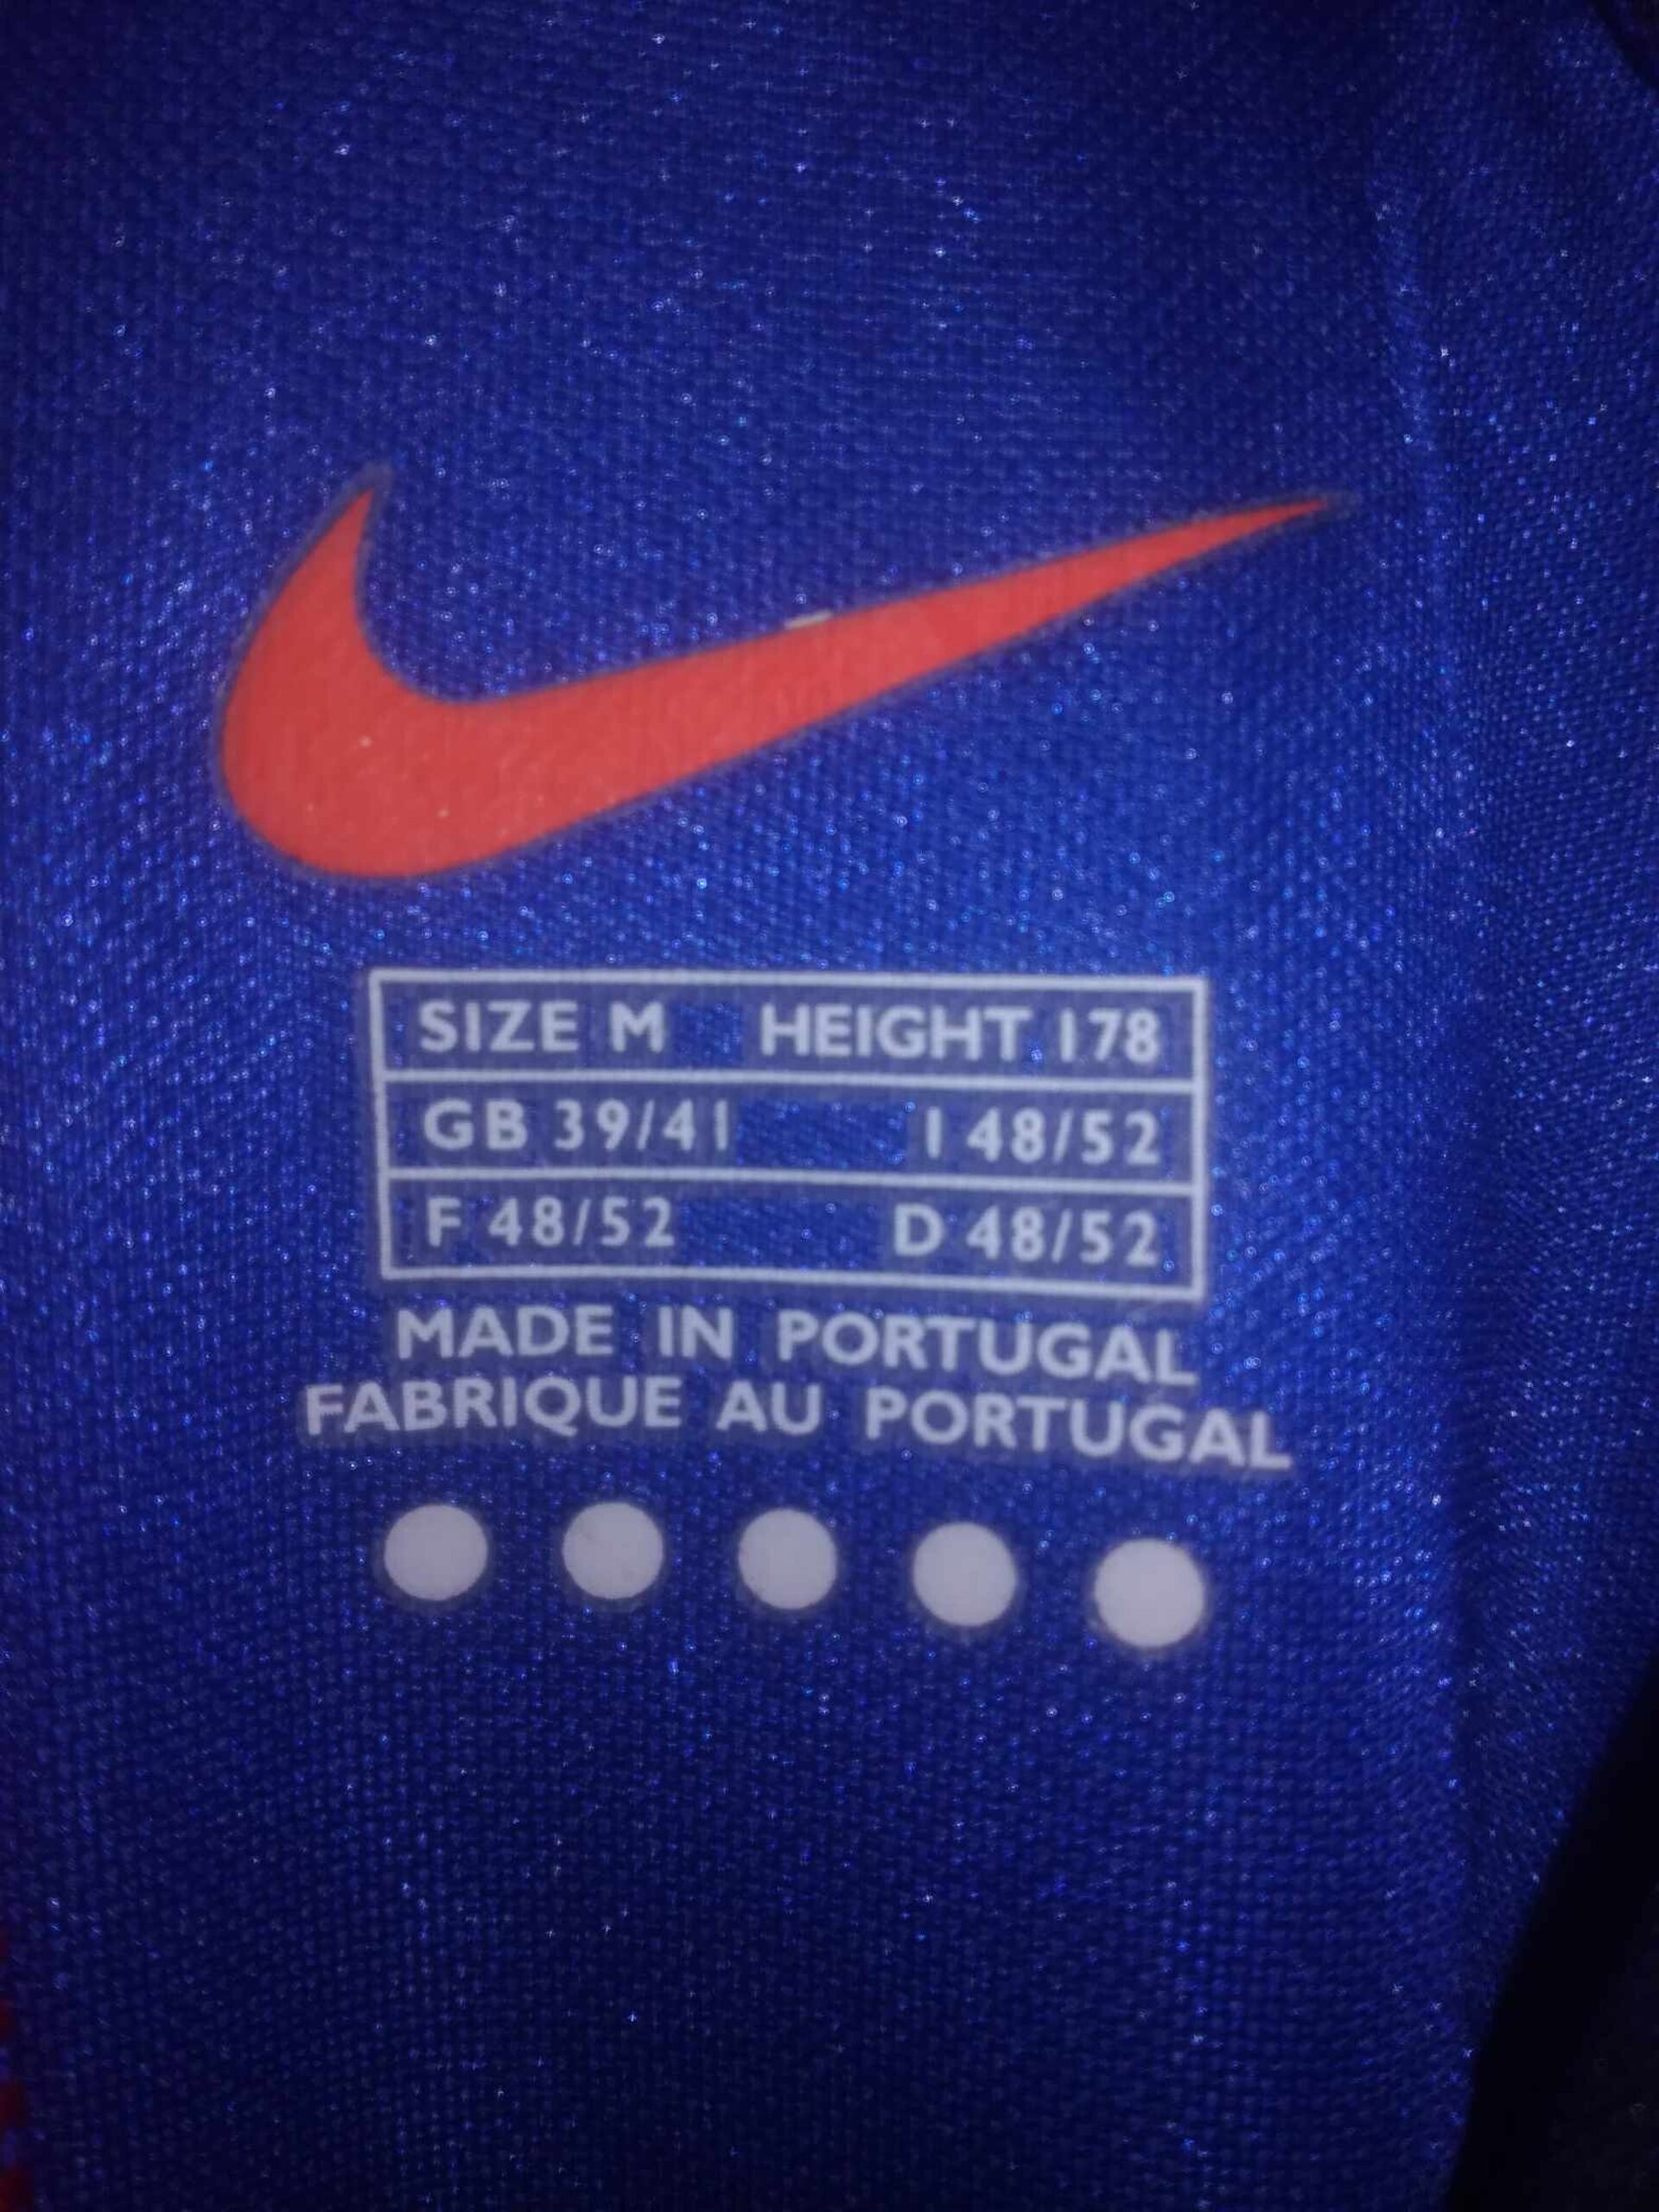 SIZE M HEIGHT 178
GB 39/41 I 48/52
F 48/52 D 48/52
MADE IN PORTUGAL
FABRIQUE AU PORTUGAL